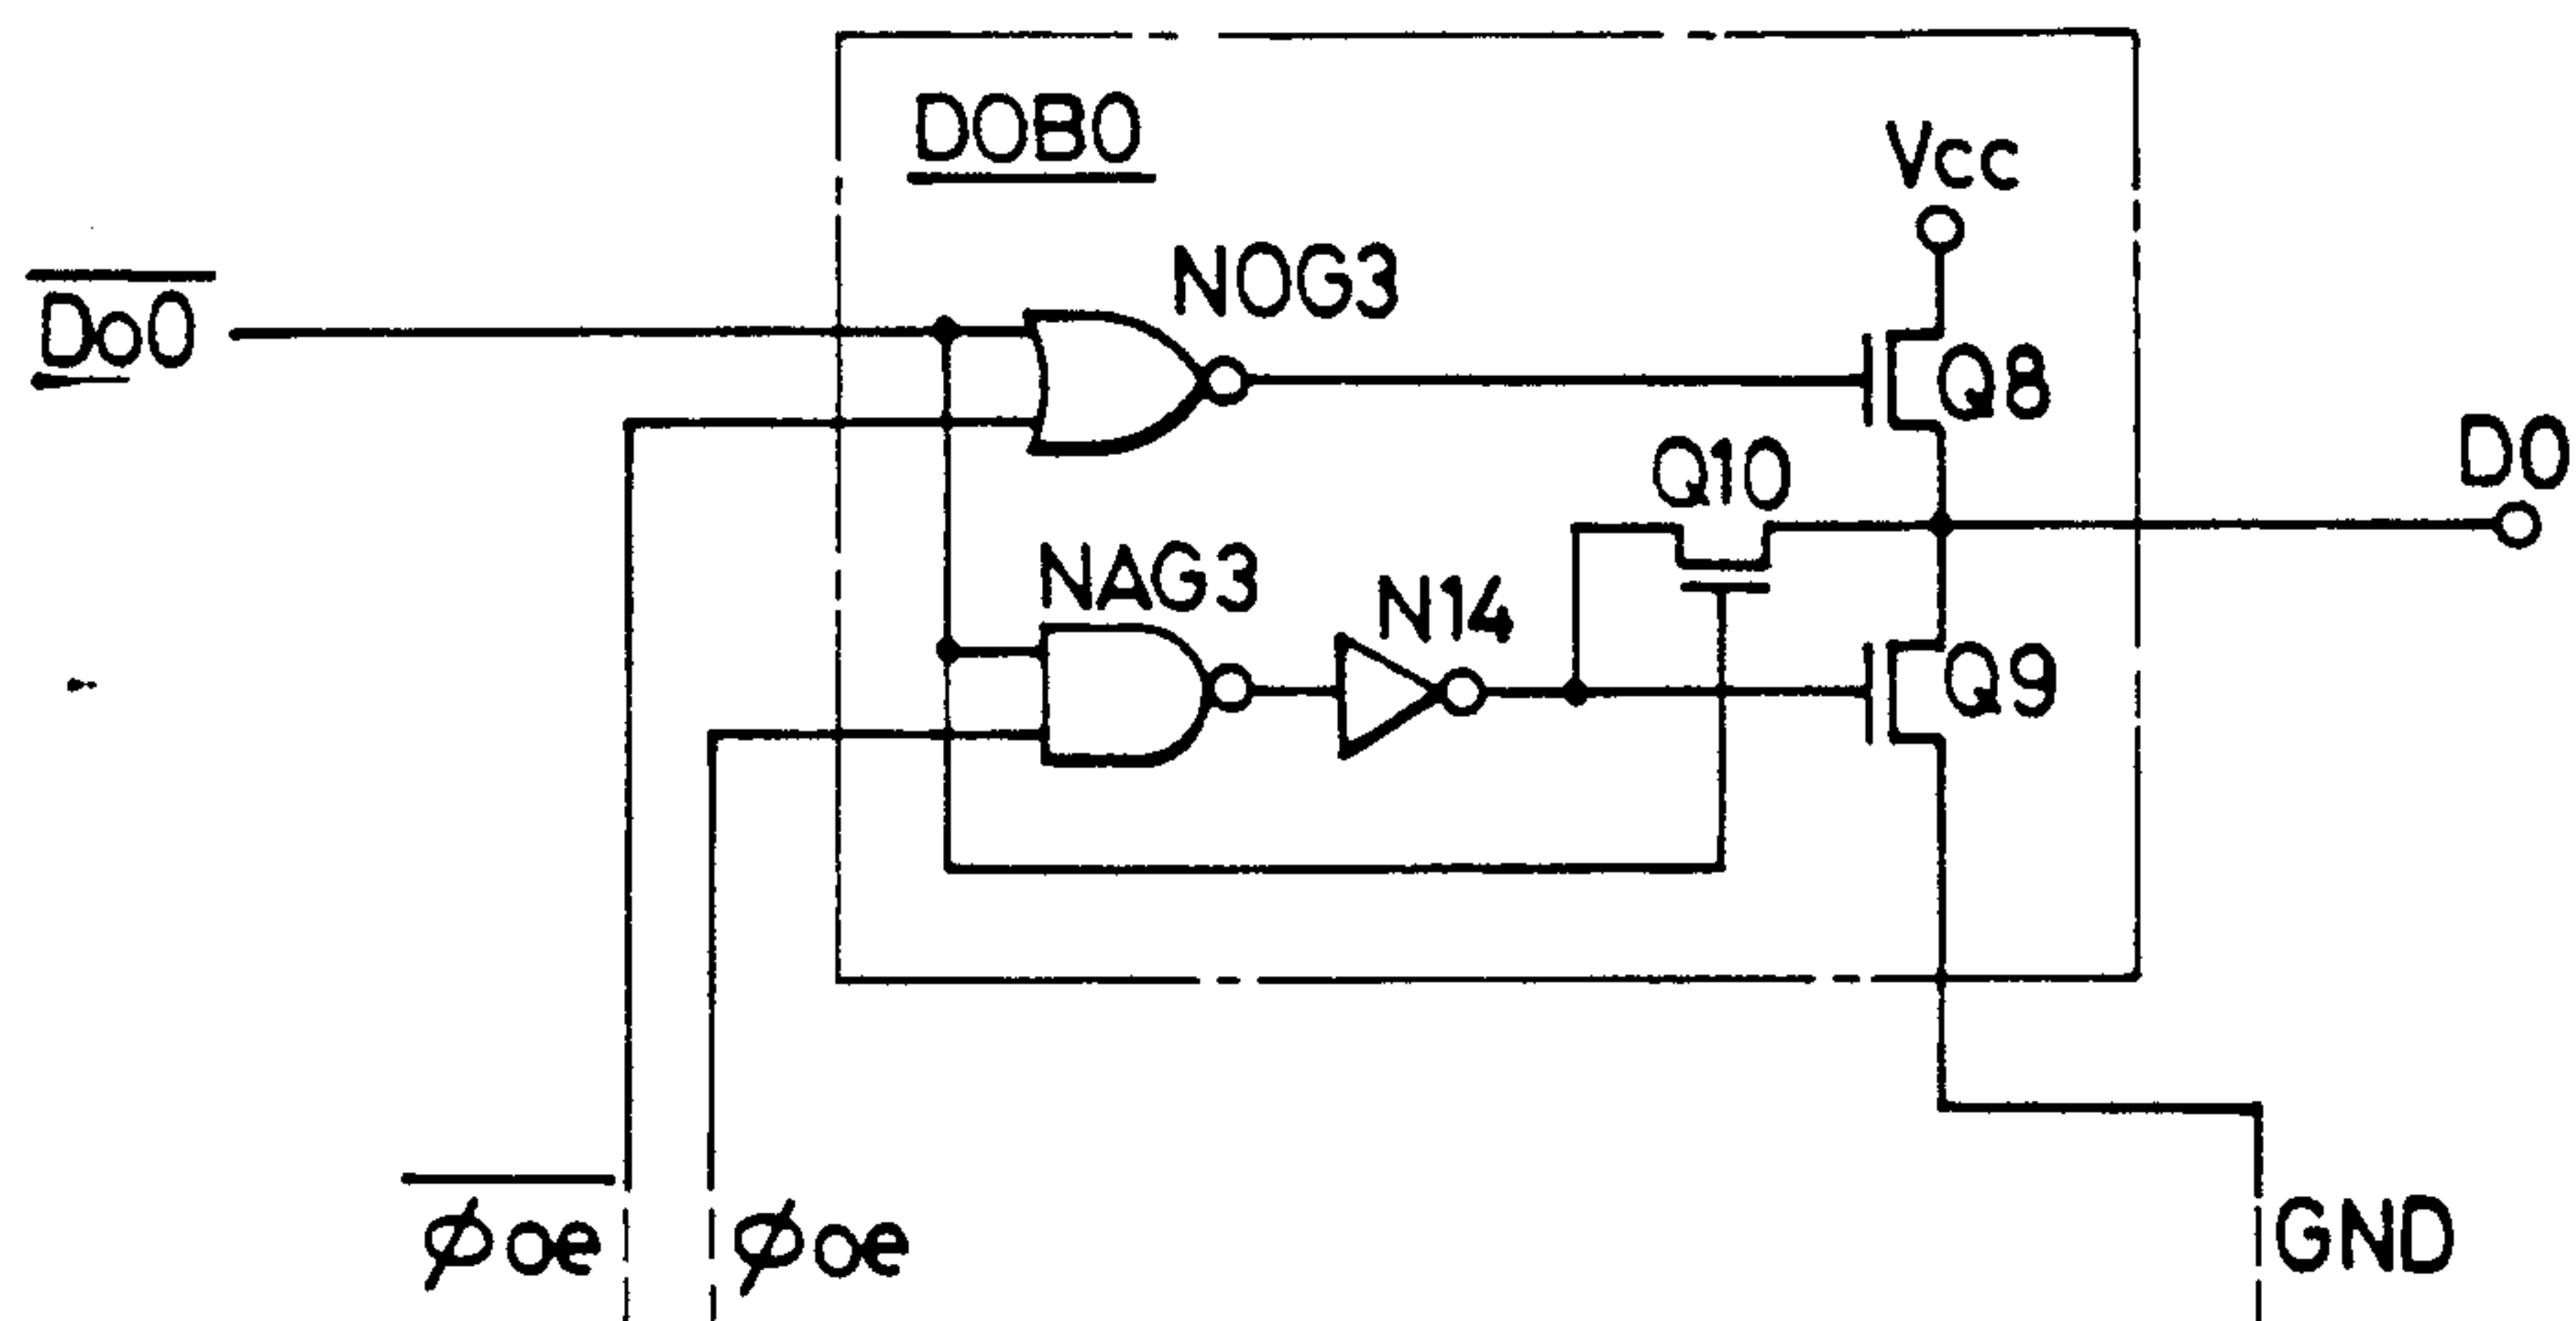 DOB0
Vcc
NOG3
D̅o̅0̅
Q8
D0
Q10
NAG3
N14
Q9
ϕ̅o̅e̅
ϕoe
GND